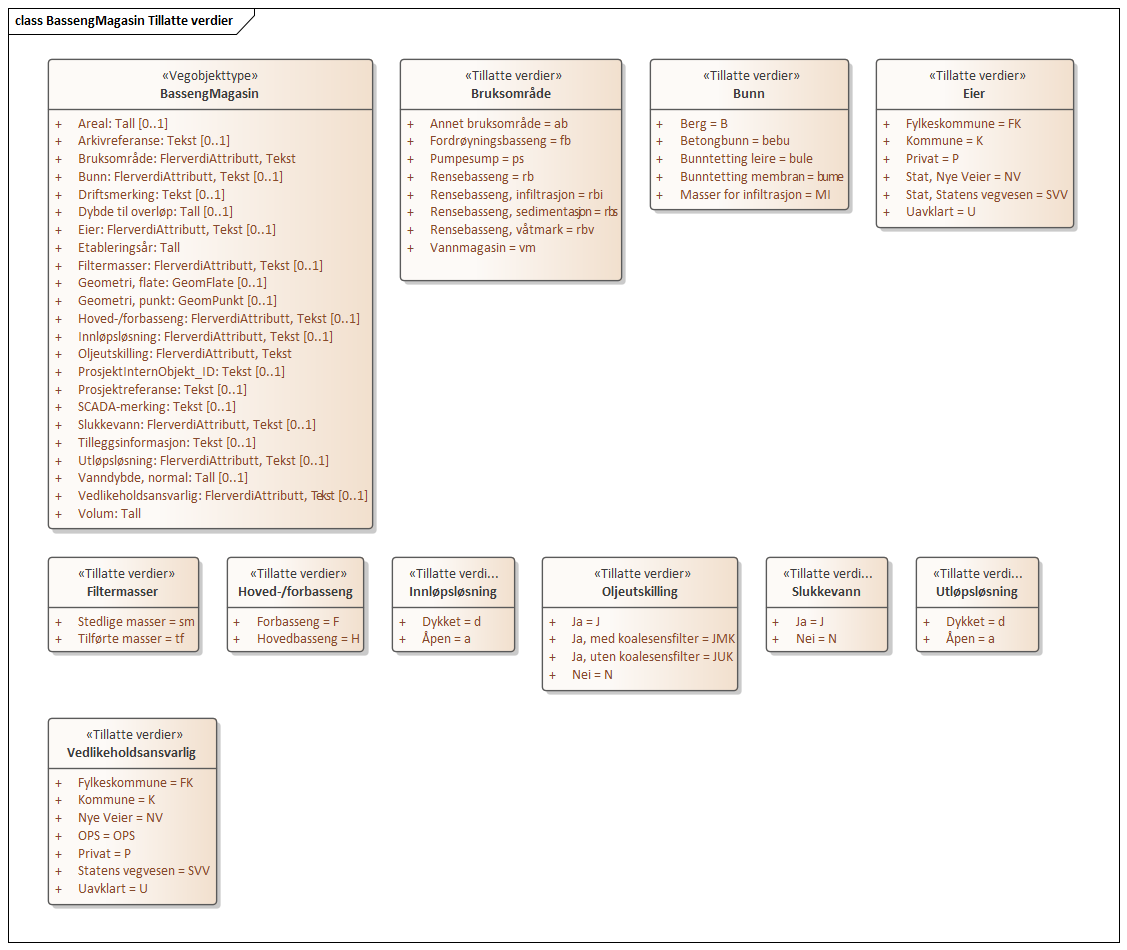 class BassengMagasin Tillatte verdier
«Vegobjekttype»
BassengMagasin
+ Areal: Tall [0..1]
+ Arkivreferanse: Tekst [0..1]
+ Bruksområde: FlerverdiAttributt, Tekst
+ Bunn: FlerverdiAttributt, Tekst [0..1]
+ Driftsmerking: Tekst [0..1]
+ Dybde til overløp: Tall [0..1]
+ Eier: FlerverdiAttributt, Tekst [0..1]
+ Etableringsår: Tall
+ Filtermasser: FlerverdiAttributt, Tekst [0..1]
+ Geometri, flate: GeomFlate [0..1]
+ Geometri, punkt: GeomPunkt [0..1]
+ Hoved-/forbasseng: FlerverdiAttributt, Tekst [0..1]
+ Innløpsløsning: FlerverdiAttributt, Tekst [0..1]
+ Oljeutskilling: FlerverdiAttributt, Tekst
+ ProsjektInternObjekt_ID: Tekst [0..1]
+ Prosjektreferanse: Tekst [0..1]
+ SCADA-merking: Tekst [0..1]
+ Slukkevann: FlerverdiAttributt, Tekst [0..1]
+ Tilleggsinformasjon: Tekst [0..1]
+ Utløpsløsning: FlerverdiAttributt, Tekst [0..1]
+ Vanndybde, normal: Tall [0..1]
+ Vedlikeholdsansvarlig: FlerverdiAttributt, Tekst [0..1]
+ Volum: Tall
«Tillatte verdier»
Bruksområde
+ Annet bruksområde = ab
+ Fordrøyningsbasseng = fb
+ Pumpesump = ps
+ Rensebasseng = rb
+ Rensebasseng, infiltrasjon = rbi
+ Rensebasseng, sedimentasjon = rbs
+ Rensebasseng, våtmark = rbv
+ Vannmagasin = vm
«Tillatte verdier»
Bunn
+ Berg = B
+ Betongbunn = bebu
+ Bunntetting leire = bule
+ Bunntetting membran = bume
+ Masser for infiltrasjon = MI
«Tillatte verdier»
Eier
+ Fylkeskommune = FK
+ Kommune = K
+ Privat = P
+ Stat, Nye Veier = NV
+ Stat, Statens vegvesen = SVV
+ Uavklart = U
«Tillatte verdier»
Filtermasser
+ Stedlige masser = sm
+ Tilførte masser = tf
«Tillatte verdier»
Hoved-/forbasseng
+ Forbasseng = F
+ Hovedbasseng = H
«Tillatte verdi...
Innløpsløsning
+ Dykket = d
+ Åpen = a
«Tillatte verdier»
Oljeutskilling
+ Ja = J
+ Ja, med koalesensfilter = JMK
+ Ja, uten koalesensfilter = JUK
+ Nei = N
«Tillatte verdi...
Slukkevann
+ Ja = J
+ Nei = N
«Tillatte verdi...
Utløpsløsning
+ Dykket = d
+ Åpen = a
«Tillatte verdier»
Vedlikeholdsansvarlig
+ Fylkeskommune = FK
+ Kommune = K
+ Nye Veier = NV
+ OPS = OPS
+ Privat = P
+ Statens vegvesen = SVV
+ Uavklart = U